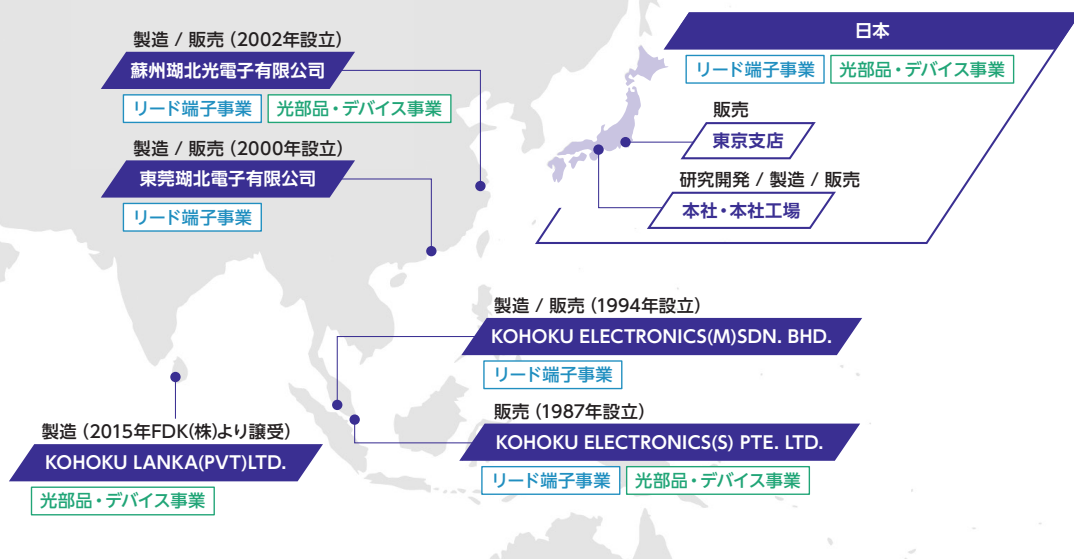 製造 / 販売 (2002年設立)
蘇州瑚北光電子有限公司
リード端子事業 光部品・デバイス事業
製造 / 販売 (2000年設立)
東莞瑚北電子有限公司
リード端子事業
日本
リード端子事業 光部品・デバイス事業
販売
東京支店
研究開発 / 製造 / 販売
本社・本社工場
製造 / 販売 (1994年設立)
KOHOKU ELECTRONICS(M)SDN. BHD.
リード端子事業
販売 (1987年設立)
KOHOKU ELECTRONICS(S) PTE. LTD.
リード端子事業 光部品・デバイス事業
製造 (2015年FDK(株)より譲受)
KOHOKU LANKA(PVT)LTD.
光部品・デバイス事業